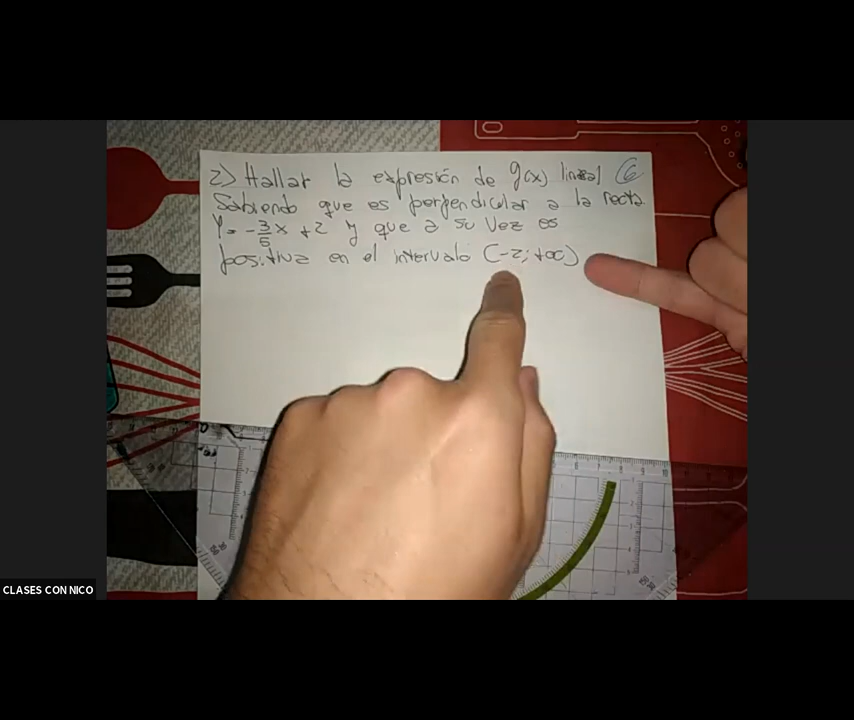 2) Hallar la expresión de g(x) lineal
Sabiendo que es perpendicular a la recta
Y = -3/5 x + 2 y que a su vez es
positiva en el intervalo (-2; +∞)
CLASES CON NICO